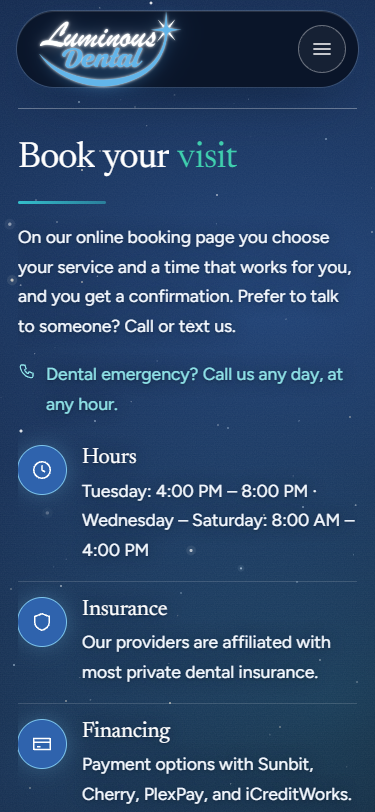 Luminous
Dental
Book your visit
On our online booking page you choose
your service and a time that works for you,
and you get a confirmation. Prefer to talk
to someone? Call or text us.
Dental emergency? Call us any day, at
any hour.
Hours
Tuesday: 4:00 PM – 8:00 PM ·
Wednesday – Saturday: 8:00 AM –
4:00 PM
Insurance
Our providers are affiliated with
most private dental insurance.
Financing
Payment options with Sunbit,
Cherry, PlexPay, and iCreditWorks.